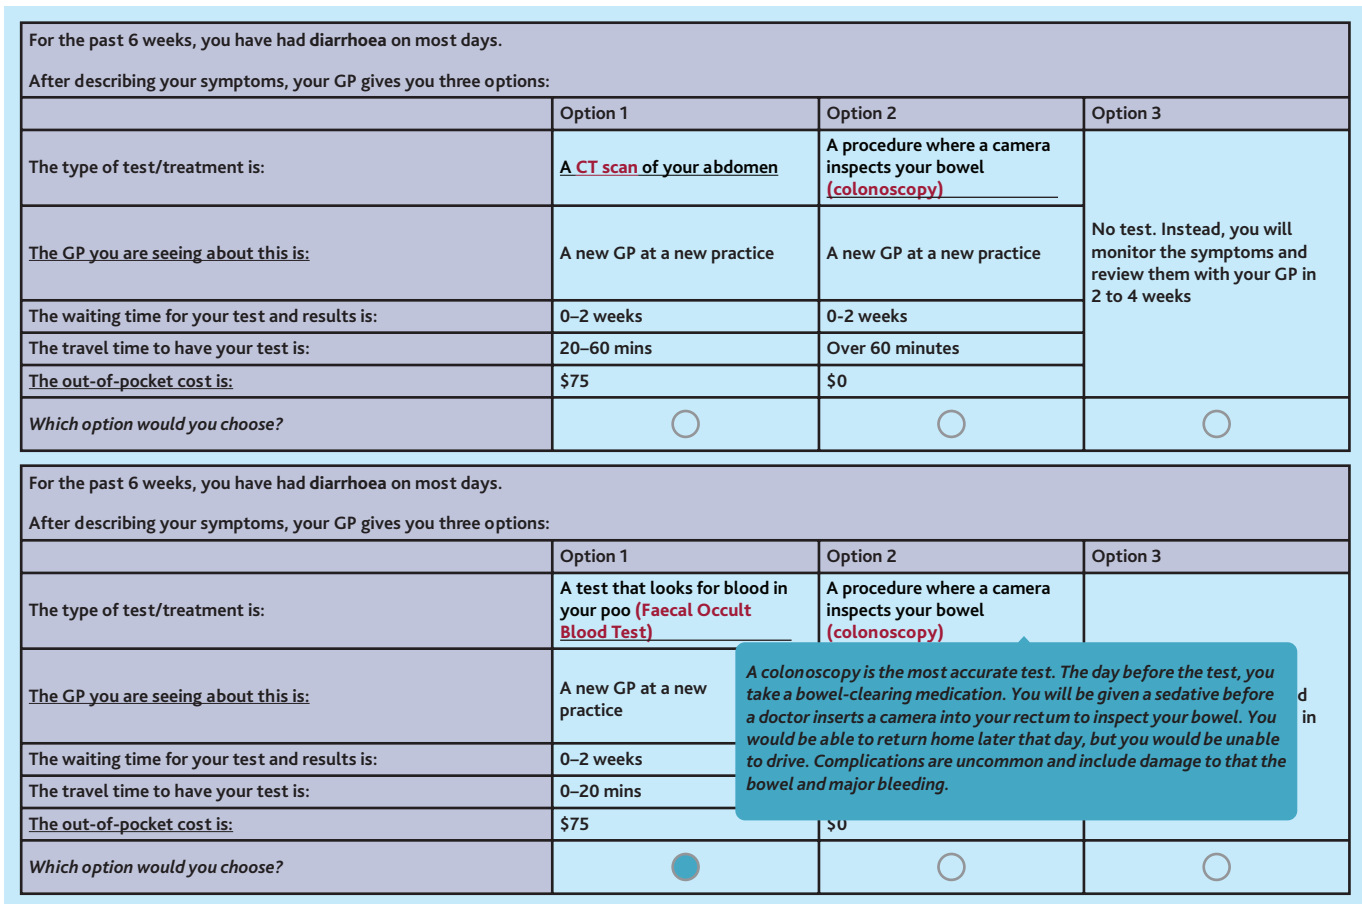 For the past 6 weeks, you have had diarrhoea on most days.
After describing your symptoms, your GP gives you three options:
Option 1
Option 2
Option 3
The type of test/treatment is:
A CT scan of your abdomen
A procedure where a camera
inspects your bowel
(colonoscopy)
No test. Instead, you will
monitor the symptoms and
review them with your GP in
2 to 4 weeks
The GP you are seeing about this is:
A new GP at a new practice
A new GP at a new practice
The waiting time for your test and results is:
0–2 weeks
0-2 weeks
The travel time to have your test is:
20–60 mins
Over 60 minutes
The out-of-pocket cost is:
$75
$0
Which option would you choose?
For the past 6 weeks, you have had diarrhoea on most days.
After describing your symptoms, your GP gives you three options:
Option 1
Option 2
Option 3
The type of test/treatment is:
A test that looks for blood in
your poo (Faecal Occult
Blood Test)
A procedure where a camera
inspects your bowel
(colonoscopy)
A colonoscopy is the most accurate test. The day before the test, you
take a bowel-clearing medication. You will be given a sedative before
a doctor inserts a camera into your rectum to inspect your bowel. You
would be able to return home later that day, but you would be unable
to drive. Complications are uncommon and include damage to that the
bowel and major bleeding.
d
in
The GP you are seeing about this is:
A new GP at a new
practice
The waiting time for your test and results is:
0–2 weeks
The travel time to have your test is:
0–20 mins
The out-of-pocket cost is:
$75
$0
Which option would you choose?